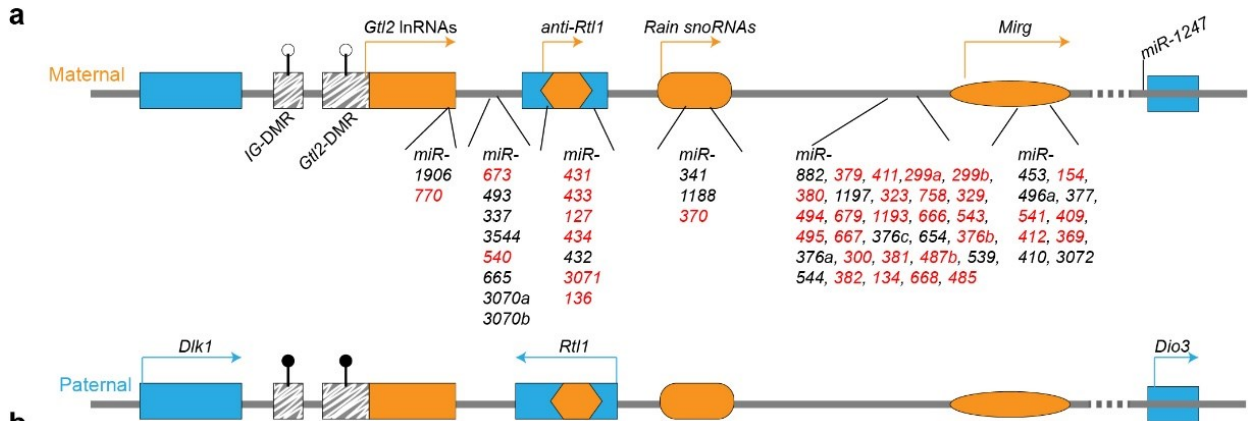 a
Gtl2 lnRNAs
anti-Rtl1
Rain snoRNAs
Mirg
miR-1247
Maternal
IG-DMR
Gtl2-DMR
miR-
1906
770
miR-
673
493
337
3544
540
665
3070a
3070b
miR-
431
433
127
434
432
3071
136
miR-
341
1188
370
miR-
882, 379, 411, 299a, 299b,
380, 1197, 323, 758, 329,
494, 679, 1193, 666, 543,
495, 667, 376c, 654, 376b,
376a, 300, 381, 487b, 539,
544, 382, 134, 668, 485
miR-
453, 154,
496a, 377,
541, 409,
412, 369,
410, 3072
Dlk1
Rtl1
Dio3
Paternal
b